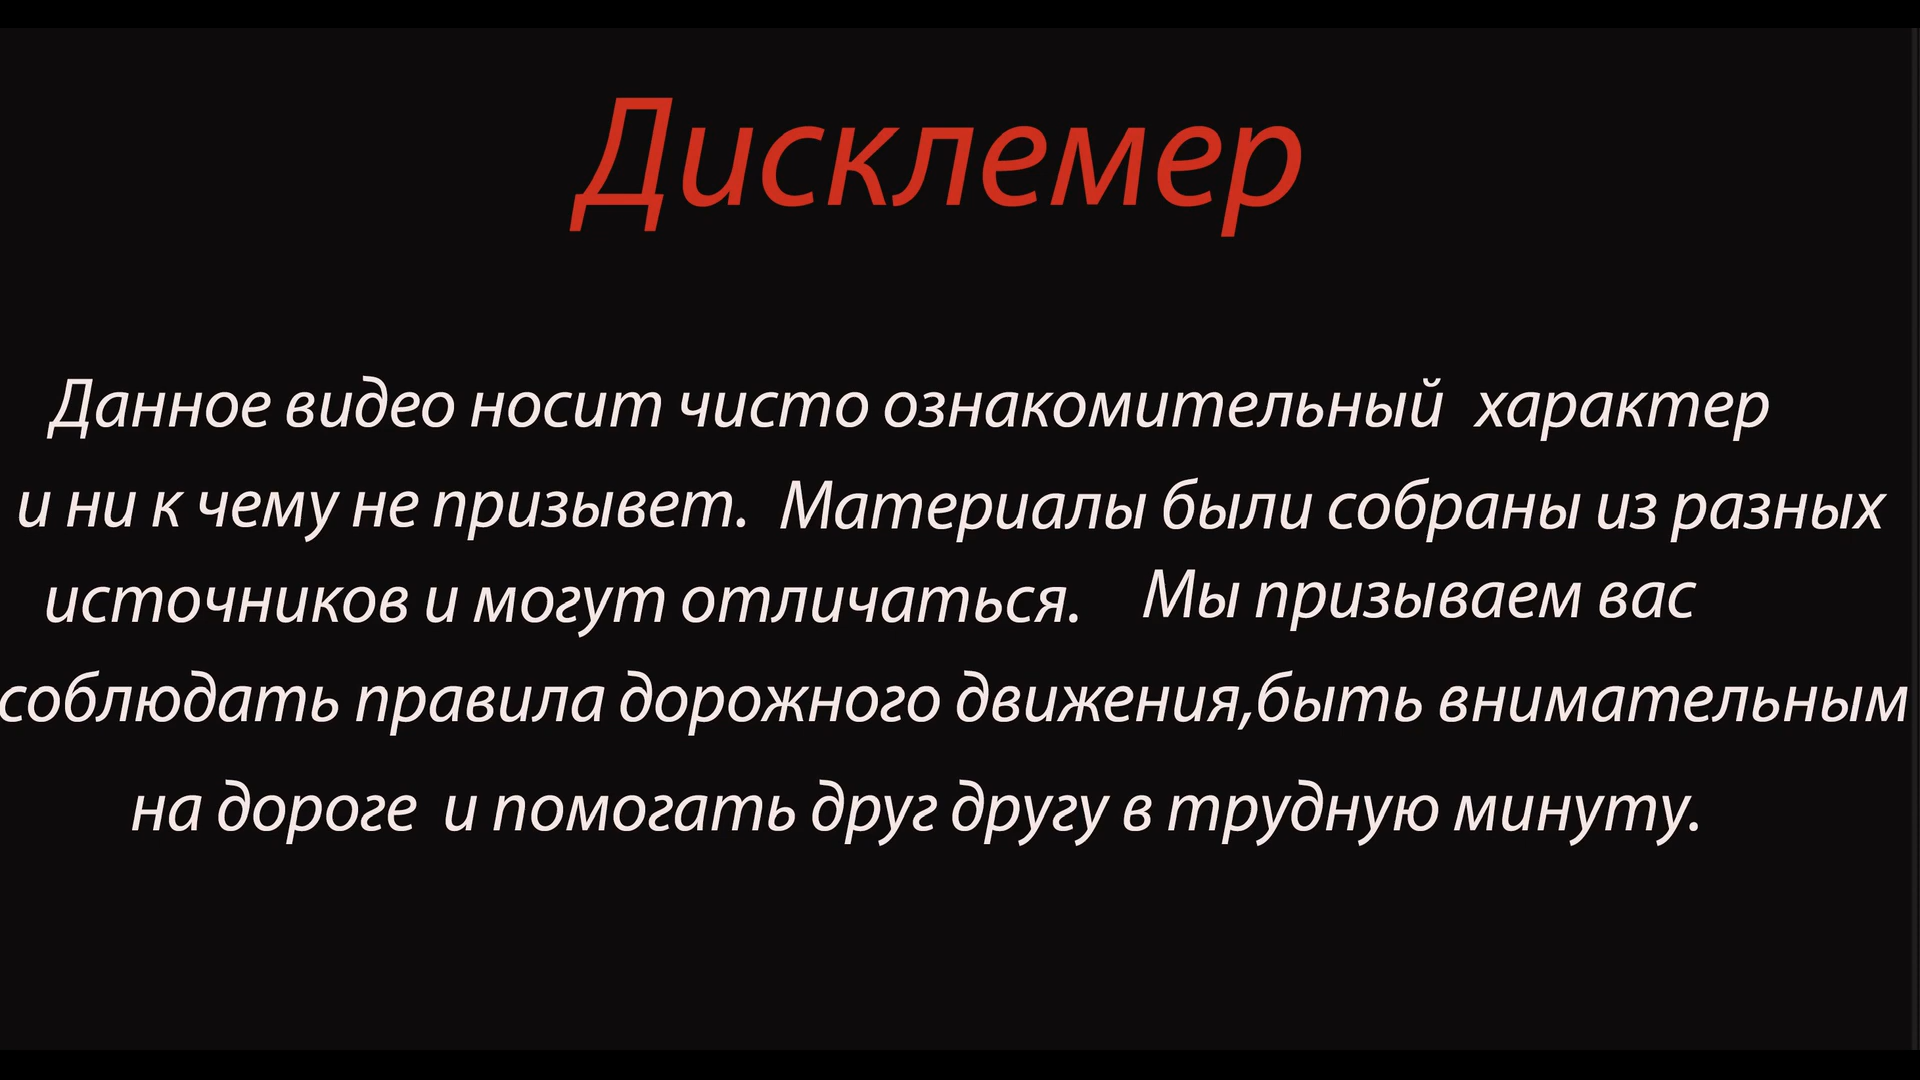 Дисклемер
Данное видео носит чисто ознакомительный характер
и ни к чему не призывет. Материалы были собраны из разных
источников и могут отличаться. Мы призываем вас
соблюдать правила дорожного движения,быть внимательным
на дороге и помогать друг другу в трудную минуту.